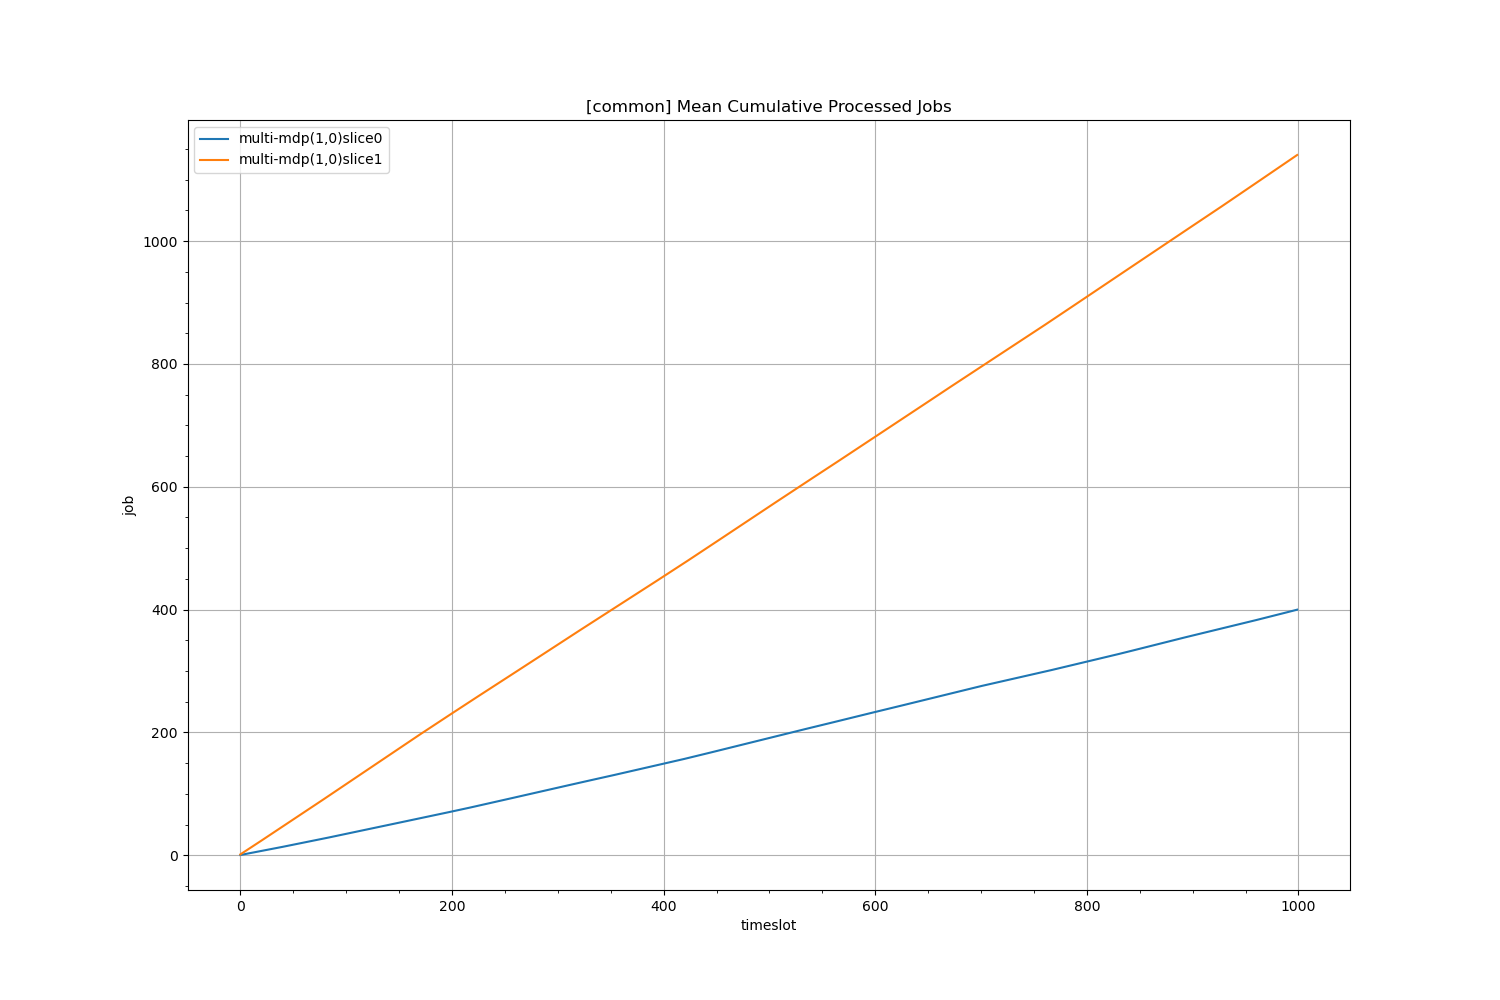 [common] Mean Cumulative Processed Jobs
multi-mdp(1,0)slice0
multi-mdp(1,0)slice1
1000
800
600
400
200
0
job
0 200 400 600 800 1000
timeslot